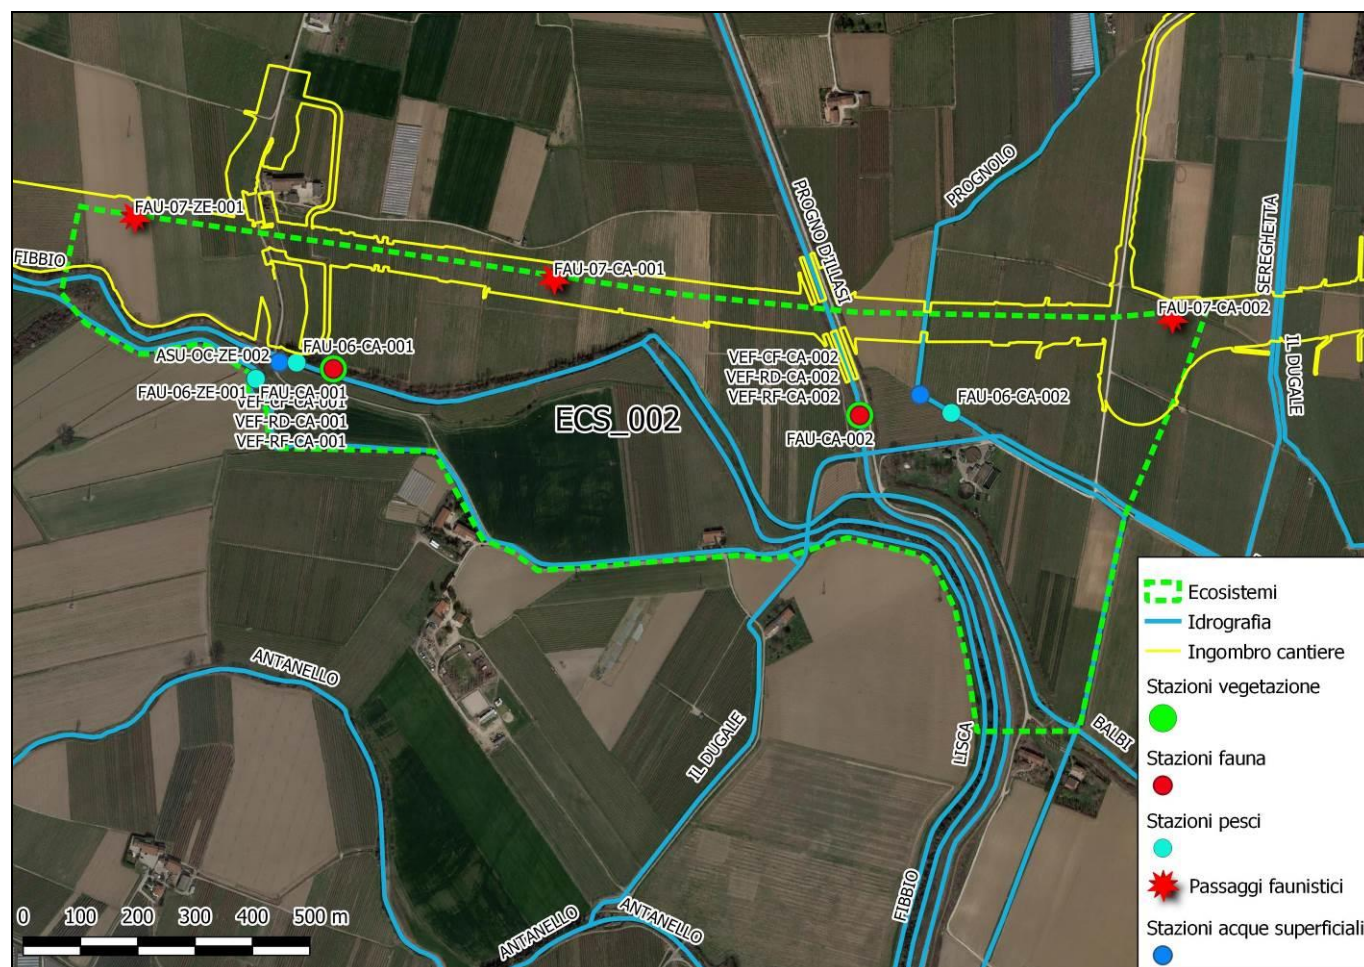 PROGNOLO
PROGNO D'ILLASI
SEREGHETTA
FAU-07-ZE-001
FIBBIO
FAU-07-CA-001
FAU-07-CA-002
IL DUGALE
FAU-06-CA-001
ASU-OC-ZE-002
VEF-CF-CA-002
VEF-RD-CA-002
VEF-RF-CA-002
FAU-06-ZE-001
FAU-CA-001
VEF-CF-CA-001
VEF-RD-CA-001
VEF-RF-CA-001
ECS_002
FAU-06-CA-002
FAU-CA-002
ANTANELLO
IL DUGALE
LISCA
BALBI
FIBBIO
ANTANELLO
ANTANELLO
0 100 200 300 400 500 m
Ecosistemi
Idrografia
Ingombro cantiere
Stazioni vegetazione
Stazioni fauna
Stazioni pesci
Passaggi faunistici
Stazioni acque superficiali